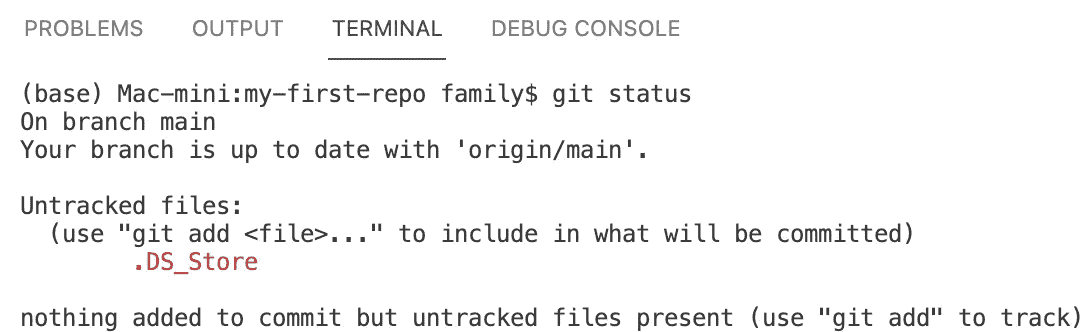 PROBLEMS OUTPUT TERMINAL DEBUG CONSOLE
(base) Mac-mini:my-first-repo family$ git status
On branch main
Your branch is up to date with 'origin/main'.
Untracked files:
(use "git add <file>..." to include in what will be committed)
.DS_Store
nothing added to commit but untracked files present (use "git add" to track)